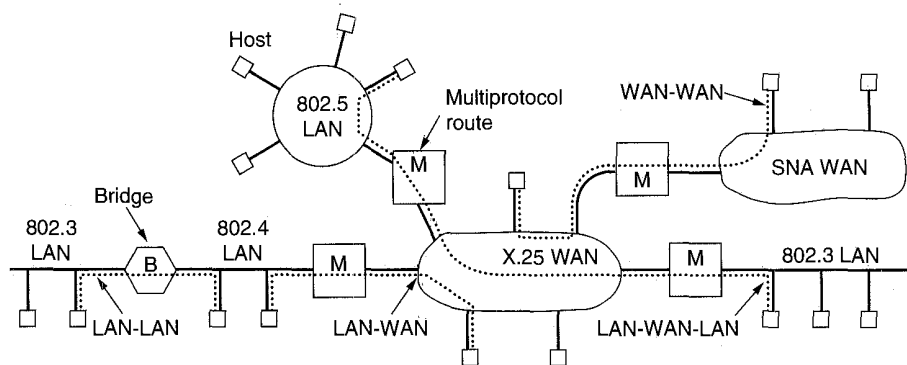 Host
802.5
LAN
Multiprotocol
route
M
WAN-WAN
M
SNA WAN
Bridge
802.3
LAN
B
802.4
LAN
M
X.25 WAN
M
802.3 LAN
LAN-LAN
LAN-WAN
LAN-WAN-LAN